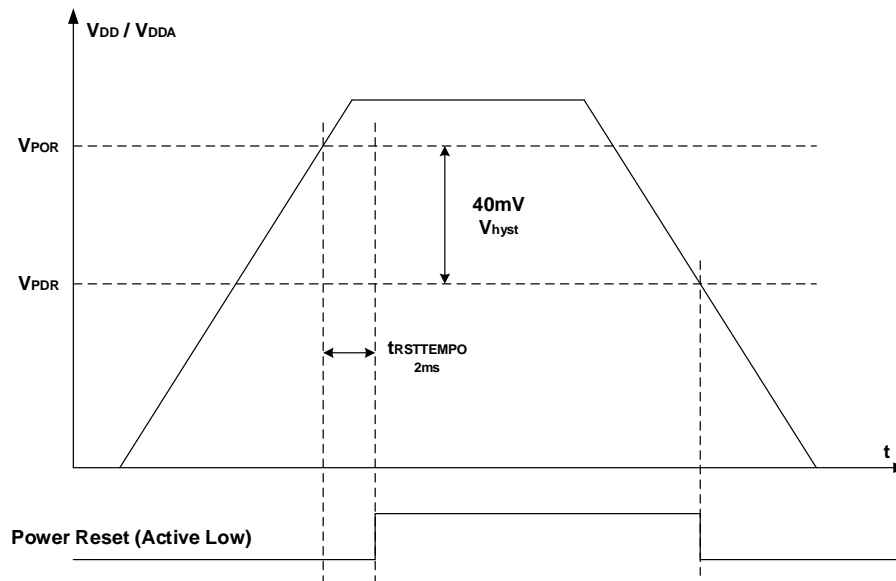 VDD / VDDA
VPOR
40mV
Vhyst
VPDR
tRSTTEMPO
2ms
t
Power Reset (Active Low)